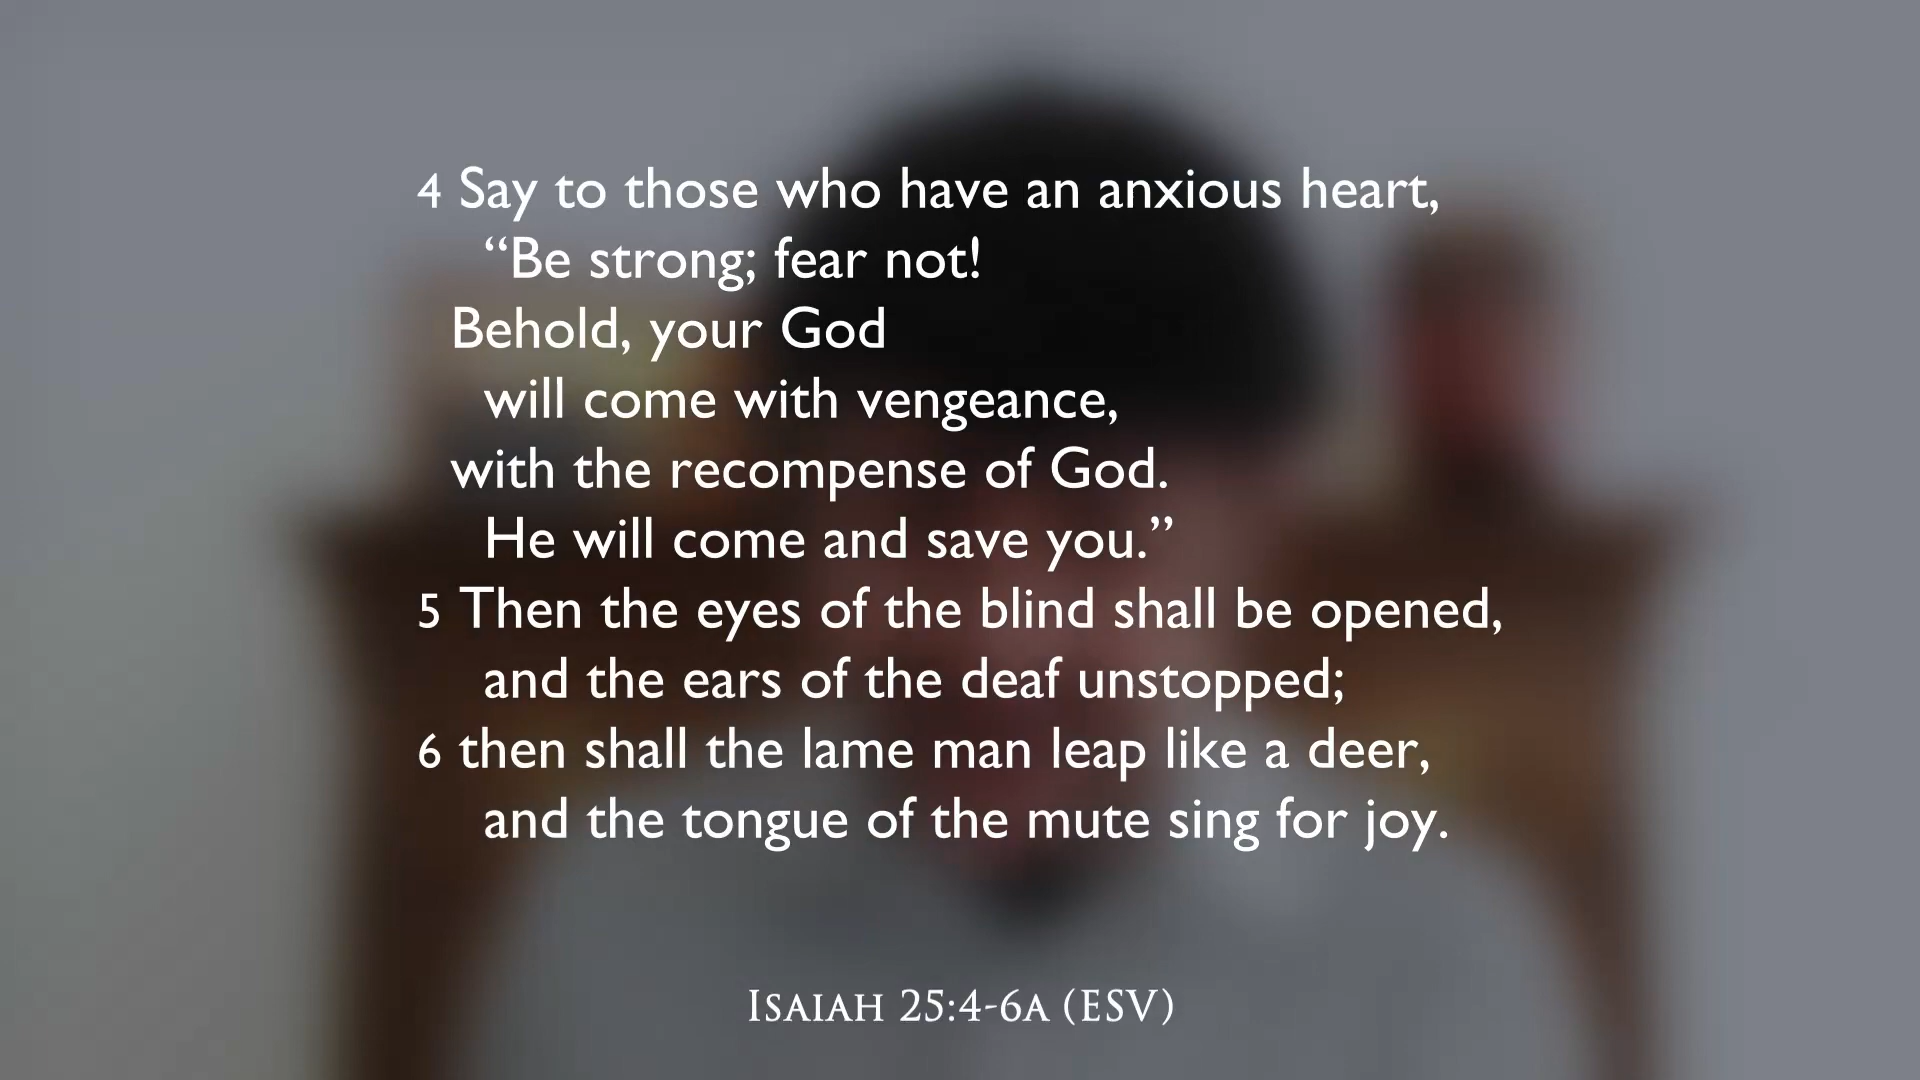 4 Say to those who have an anxious heart,
“Be strong; fear not!
Behold, your God
will come with vengeance,
with the recompense of God.
He will come and save you.”
5 Then the eyes of the blind shall be opened,
and the ears of the deaf unstopped;
6 then shall the lame man leap like a deer,
and the tongue of the mute sing for joy.
Isaiah 25:4-6a (ESV)